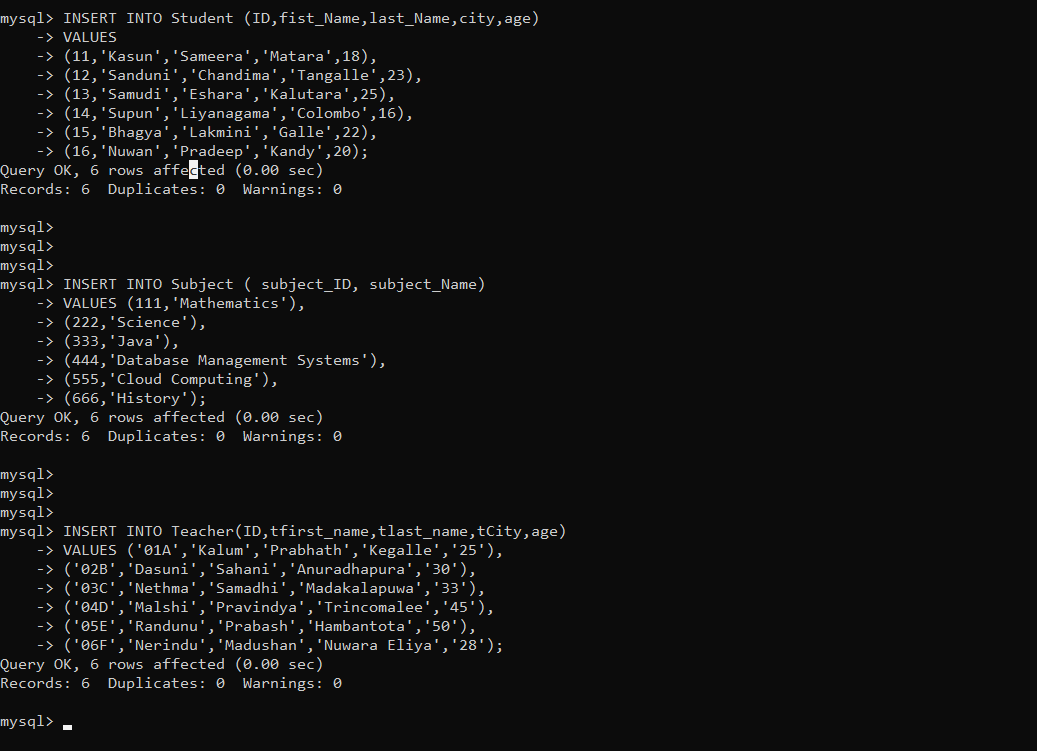 mysql> INSERT INTO Student (ID,fist_Name,last_Name,city,age)
    -> VALUES
    -> (11,'Kasun','Sameera','Matara',18),
    -> (12,'Sanduni','Chandima','Tangalle',23),
    -> (13,'Samudi','Eshara','Kalutara',25),
    -> (14,'Supun','Liyanagama','Colombo',16),
    -> (15,'Bhagya','Lakmini','Galle',22),
    -> (16,'Nuwan','Pradeep','Kandy',20);
Query OK, 6 rows affected (0.00 sec)
Records: 6  Duplicates: 0  Warnings: 0

mysql>
mysql>
mysql>
mysql> INSERT INTO Subject ( subject_ID, subject_Name)
    -> VALUES (111,'Mathematics'),
    -> (222,'Science'),
    -> (333,'Java'),
    -> (444,'Database Management Systems'),
    -> (555,'Cloud Computing'),
    -> (666,'History');
Query OK, 6 rows affected (0.00 sec)
Records: 6  Duplicates: 0  Warnings: 0

mysql>
mysql>
mysql>
mysql> INSERT INTO Teacher(ID,tfirst_name,tlast_name,tCity,age)
    -> VALUES ('01A','Kalum','Prabhath','Kegalle','25'),
    -> ('02B','Dasuni','Sahani','Anuradhapura','30'),
    -> ('03C','Nethma','Samadhi','Madakalapuwa','33'),
    -> ('04D','Malshi','Pravindya','Trincomalee','45'),
    -> ('05E','Randunu','Prabash','Hambantota','50'),
    -> ('06F','Nerindu','Madushan','Nuwara Eliya','28');
Query OK, 6 rows affected (0.00 sec)
Records: 6  Duplicates: 0  Warnings: 0

mysql>